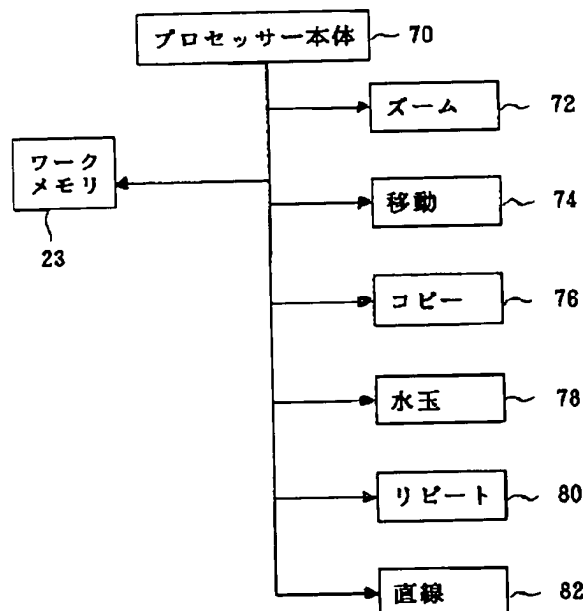 プロセッサー本体 70
ズーム 72
ワーク
メモリ
23
移動 74
コピー 76
水玉 78
リピート 80
直線 82